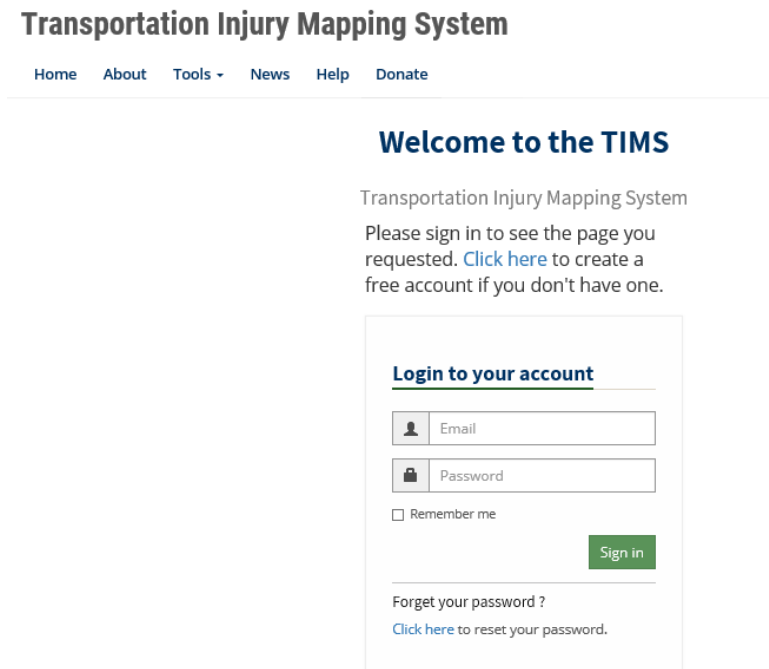 Transportation Injury Mapping System
Home About Tools News Help Donate
Welcome to the TIMS
Transportation Injury Mapping System
Please sign in to see the page you
requested. Click here to create a
free account if you don't have one.
Login to your account
Email
Password
Remember me
Sign in
Forget your password ?
Click here to reset your password.